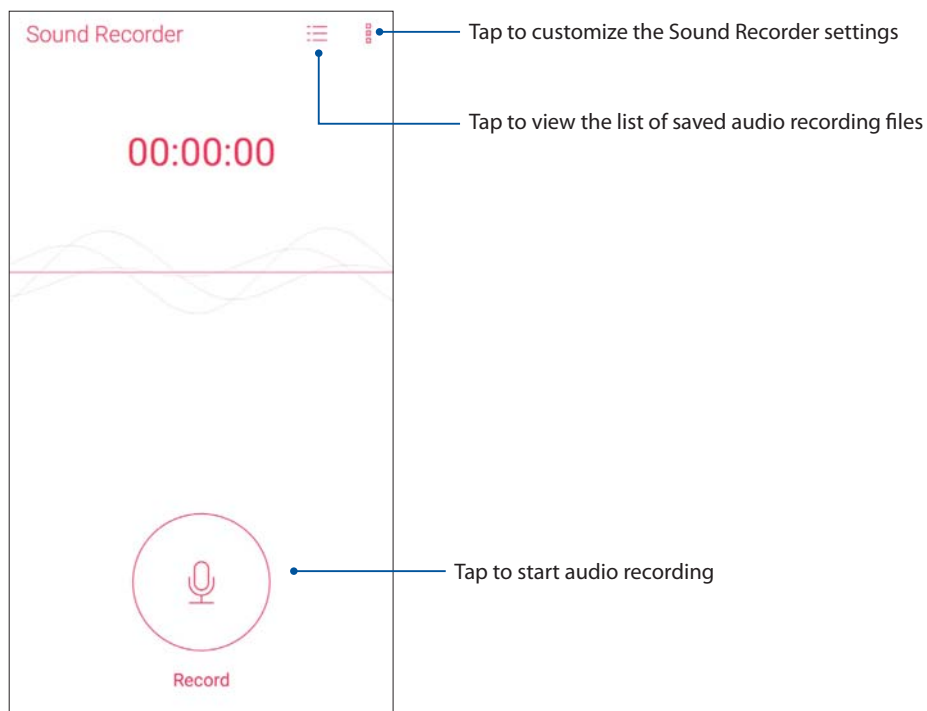 Sound Recorder
Tap to customize the Sound Recorder settings
Tap to view the list of saved audio recording files
00:00:00
Tap to start audio recording
Record